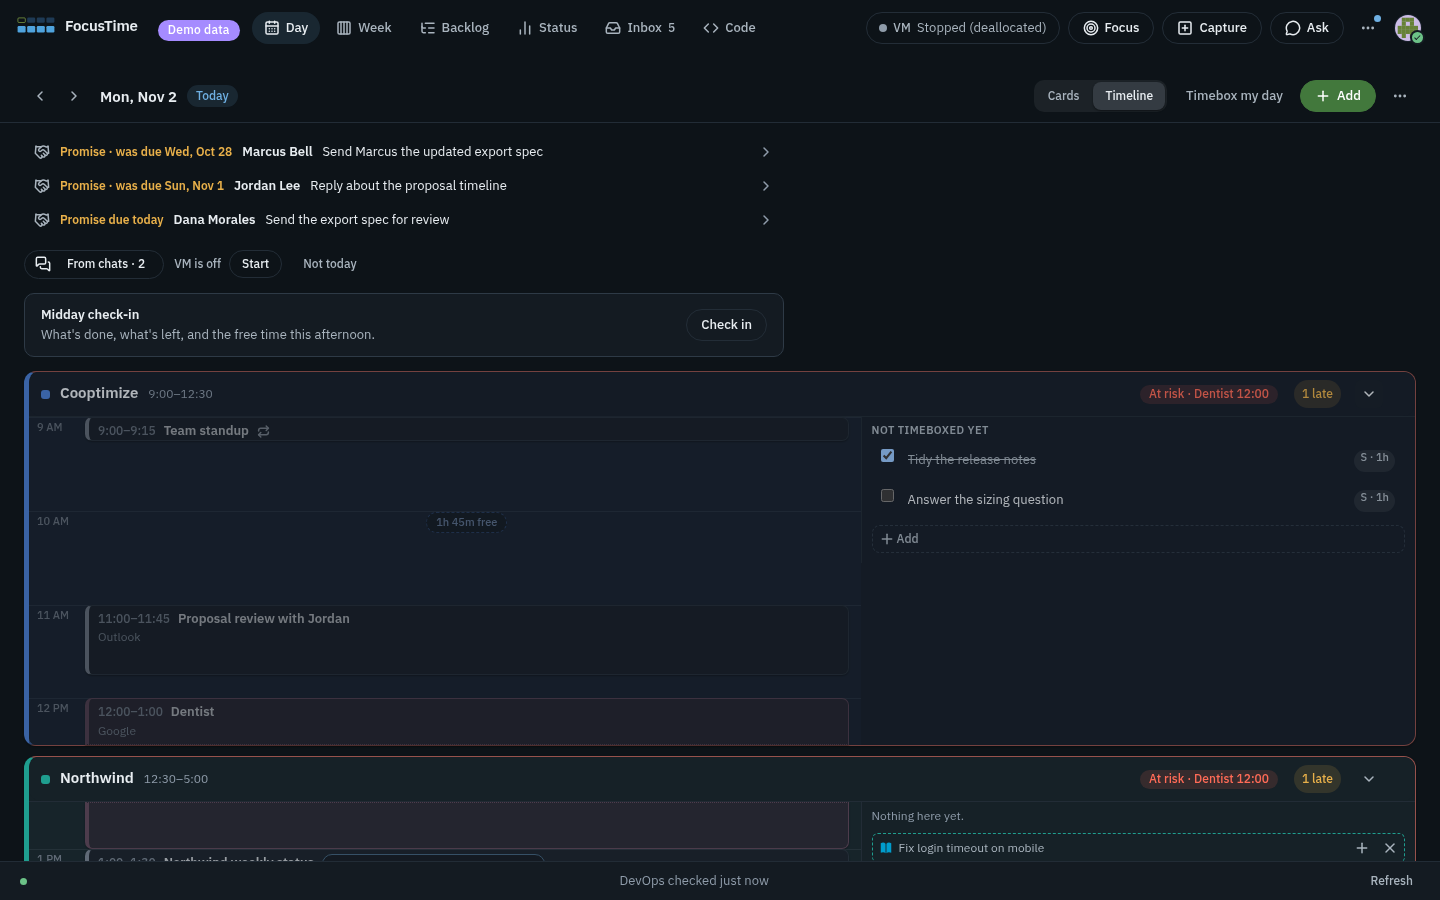 FocusTime
Demo data
Day
Week
Backlog
Status
Inbox 5
Code
VM Stopped (deallocated)
Focus
Capture
Ask
Mon, Nov 2
Today
Cards
Timeline
Timebox my day
Add
Promise · was due Wed, Oct 28 Marcus Bell Send Marcus the updated export spec
Promise · was due Sun, Nov 1 Jordan Lee Reply about the proposal timeline
Promise due today Dana Morales Send the export spec for review
From chats · 2
VM is off
Start
Not today
Midday check-in
What's done, what's left, and the free time this afternoon.
Check in
Cooptimize 9:00–12:30
At risk · Dentist 12:00
1 late
9 AM
9:00–9:15 Team standup
10 AM
1h 45m free
11 AM
11:00–11:45 Proposal review with Jordan
Outlook
12 PM
12:00–1:00 Dentist
Google
NOT TIMEBOXED YET
Tidy the release notes
S · 1h
Answer the sizing question
S · 1h
Add
Northwind 12:30–5:00
At risk · Dentist 12:00
1 late
1 PM
1:00–1:30 Northwind weekly status
Nothing here yet.
Fix login timeout on mobile
DevOps checked just now
Refresh